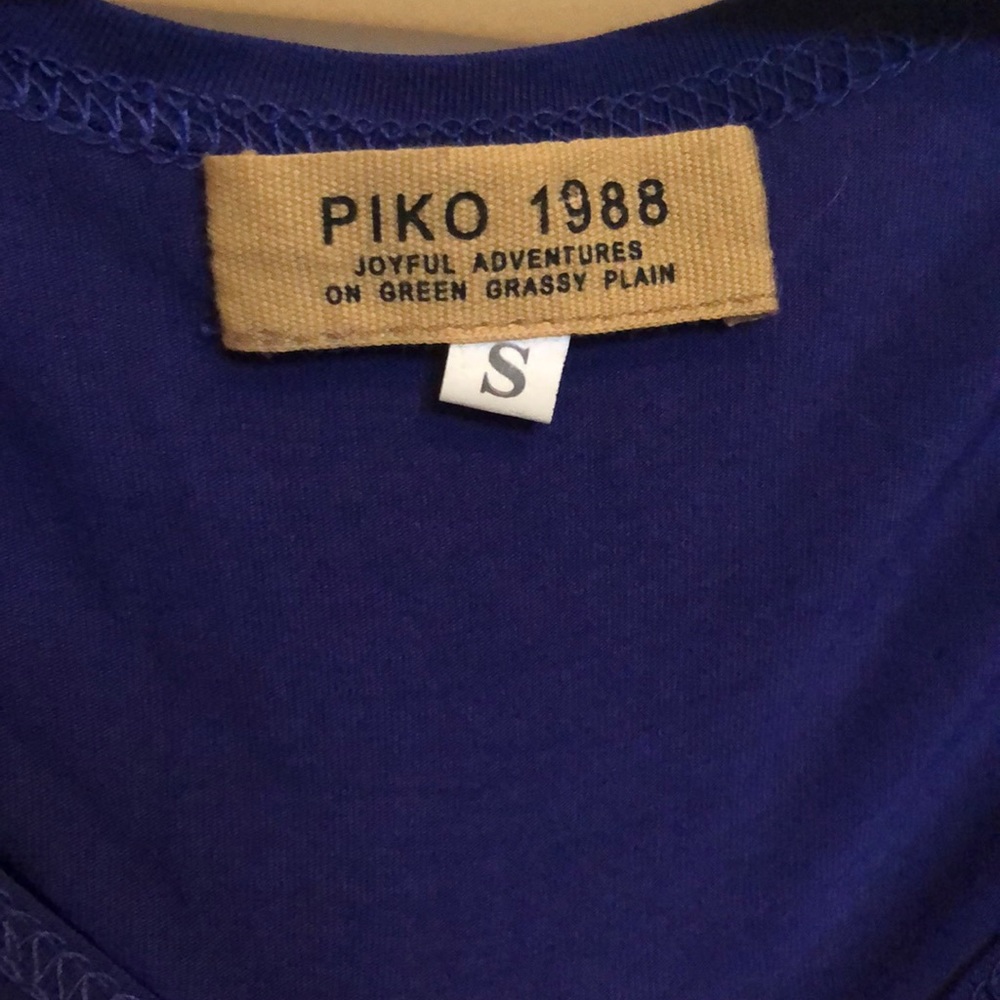 PIKO 1988
JOYFUL ADVENTURES
ON GREEN GRASSY PLAIN
S